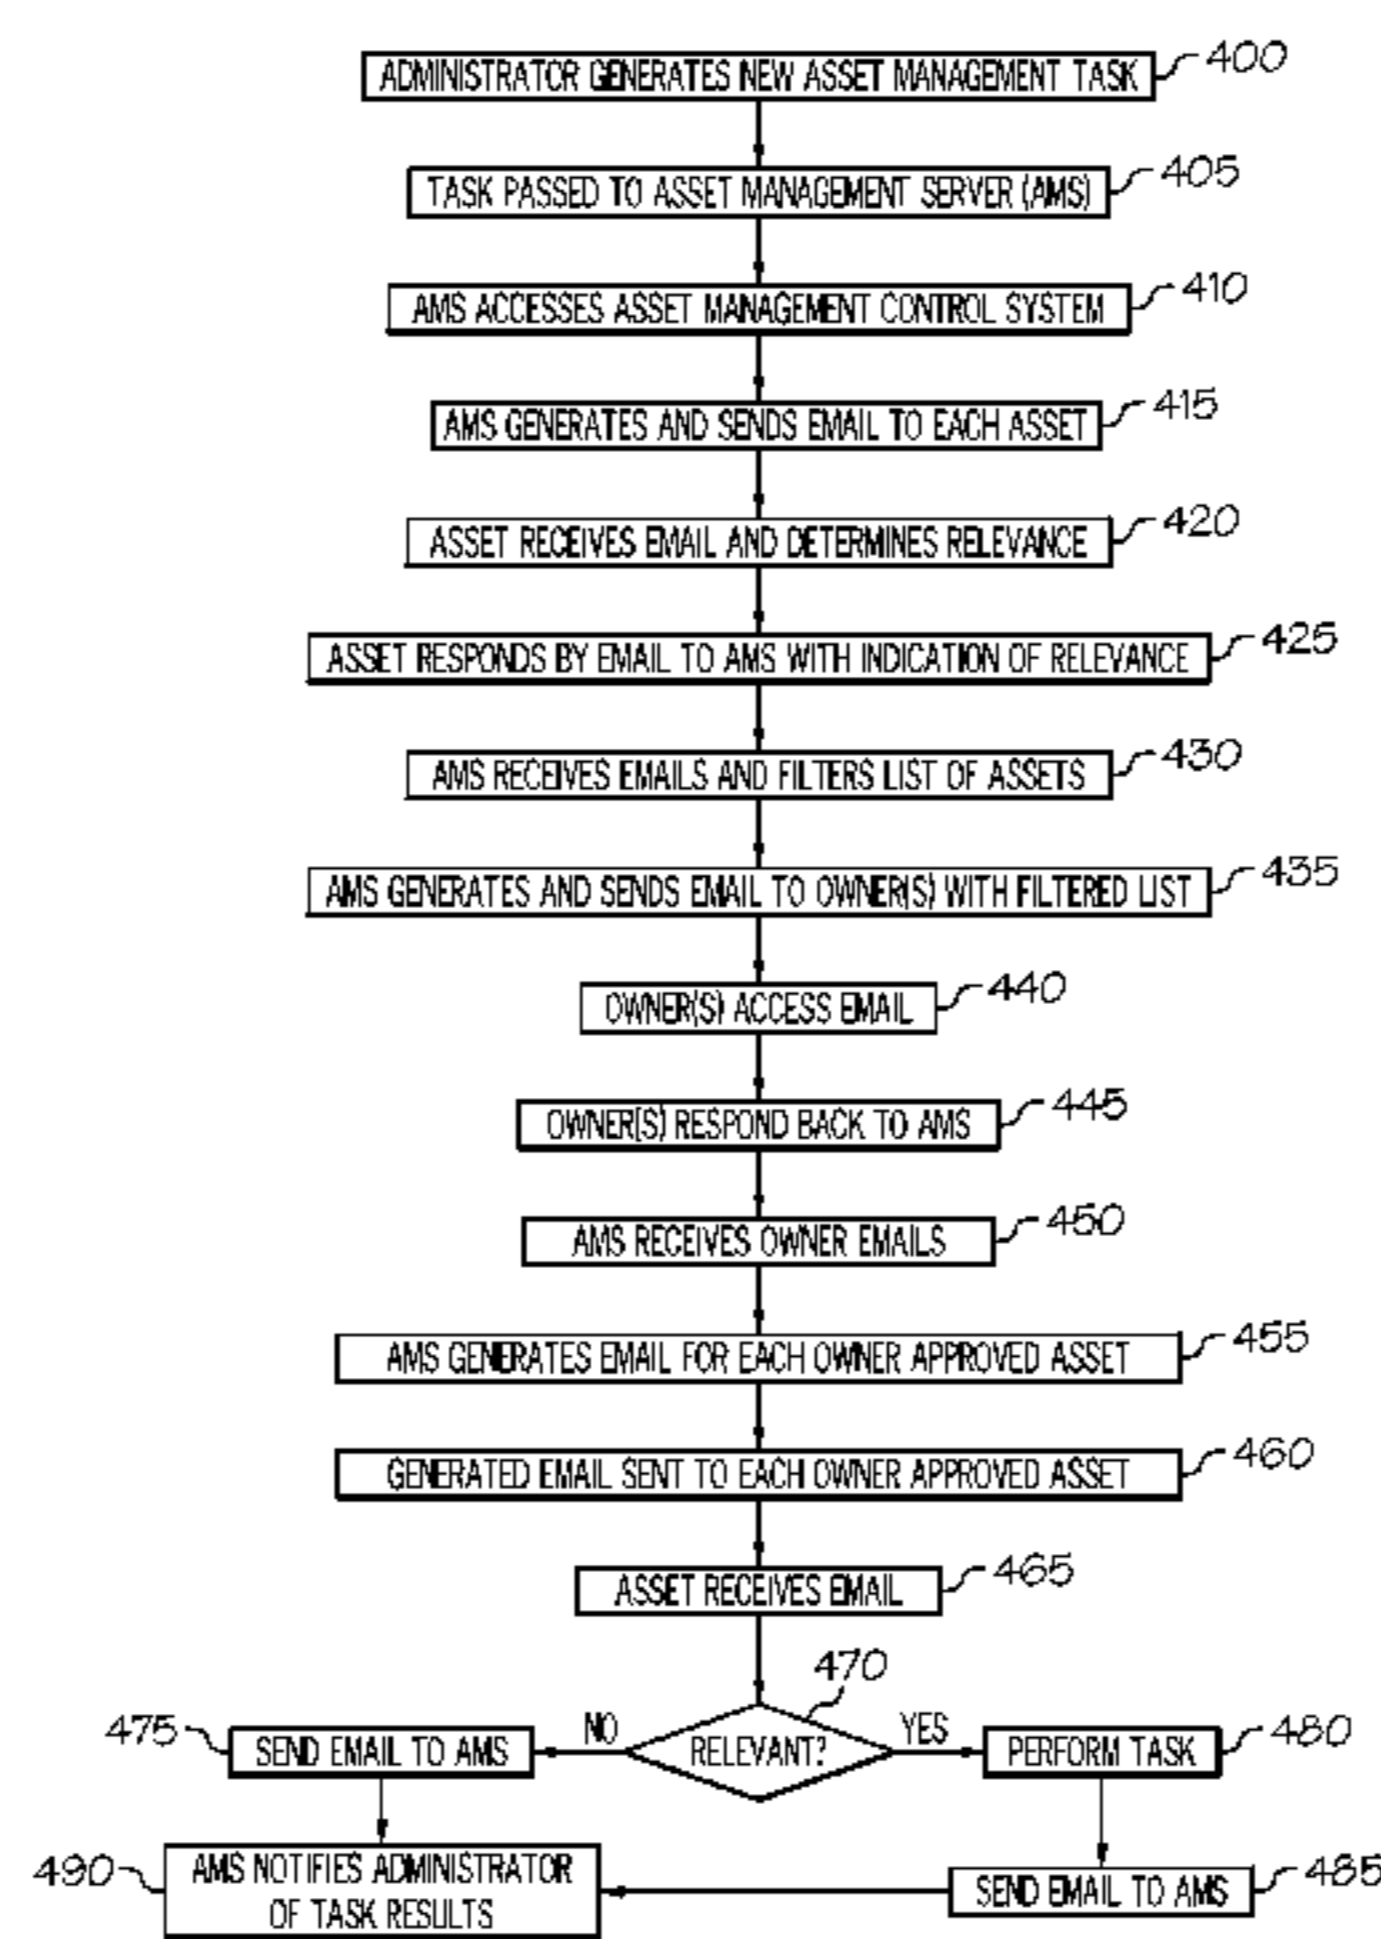 ADMINISTRATOR GENERATES NEW ASSET MANAGEMENT TASK 400
TASK PASSED TO ASSET MANAGEMENT SERVER (AMS) 405
AMS ACCESSES ASSET MANAGEMENT CONTROL SYSTEM 410
AMS GENERATES AND SENDS EMAIL TO EACH ASSET 415
ASSET RECEIVES EMAIL AND DETERMINES RELEVANCE 420
ASSET RESPONDS BY EMAIL TO AMS WITH INDICATION OF RELEVANCE 425
AMS RECEIVES EMAILS AND FILTERS LIST OF ASSETS 430
AMS GENERATES AND SENDS EMAIL TO OWNER(S) WITH FILTERED LIST 435
OWNER(S) ACCESS EMAIL 440
OWNER(S) RESPOND BACK TO AMS 445
AMS RECEIVES OWNER EMAILS 450
AMS GENERATES EMAIL FOR EACH OWNER APPROVED ASSET 455
GENERATED EMAIL SENT TO EACH OWNER APPROVED ASSET 460
ASSET RECEIVES EMAIL 465
470
475 SEND EMAIL TO AMS NO RELEVANT? YES PERFORM TASK 480
490 AMS NOTIFIES ADMINISTRATOR
OF TASK RESULTS
SEND EMAIL TO AMS 485